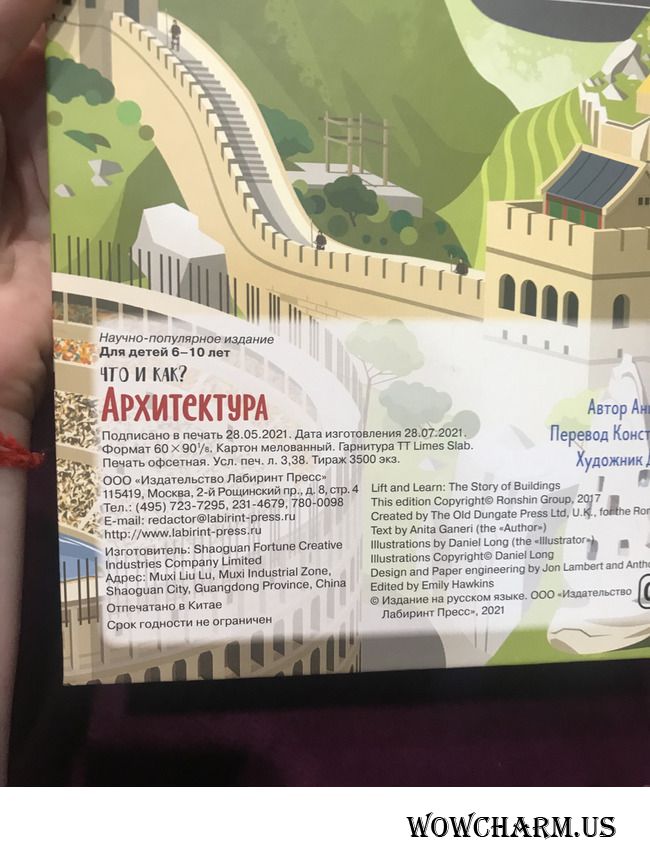 Научно-популярное издание
Для детей 6–10 лет
ЧТО И КАК?
АРХИТЕКТУРА
Подписано в печать 28.05.2021. Дата изготовления 28.07.2021.
Формат 60×90¹/₈. Картон мелованный. Гарнитура TT Limes Slab.
Печать офсетная. Усл. печ. л. 3,38. Тираж 3500 экз.
ООО «Издательство Лабиринт Пресс»
115419, Москва, 2-й Рощинский пр., д. 8, стр. 4
Тел.: (495) 723-7295, 231-4679, 780-0098
E-mail: redactor@labirint-press.ru
http://www.labirint-press.ru
Изготовитель: Shaoguan Fortune Creative
Industries Company Limited
Адрес: Muxi Liu Lu, Muxi Industrial Zone,
Shaoguan City, Guangdong Province, China
Отпечатано в Китае
Срок годности не ограничен
Автор
Перевод
Художник
Lift and Learn: The Story of Buildings
This edition Copyright© Ronshin Group, 2017
Created by The Old Dungate Press Ltd, U.K., for the
Text by Anita Ganeri (the «Author»)
Illustrations by Daniel Long (the «Illustrator»)
Illustrations Copyright© Daniel Long
Design and Paper engineering by Jon Lambert and
Edited by Emily Hawkins
© Издание на русском языке. ООО «Издательство
Лабиринт Пресс», 2021
WOWCHARM.US